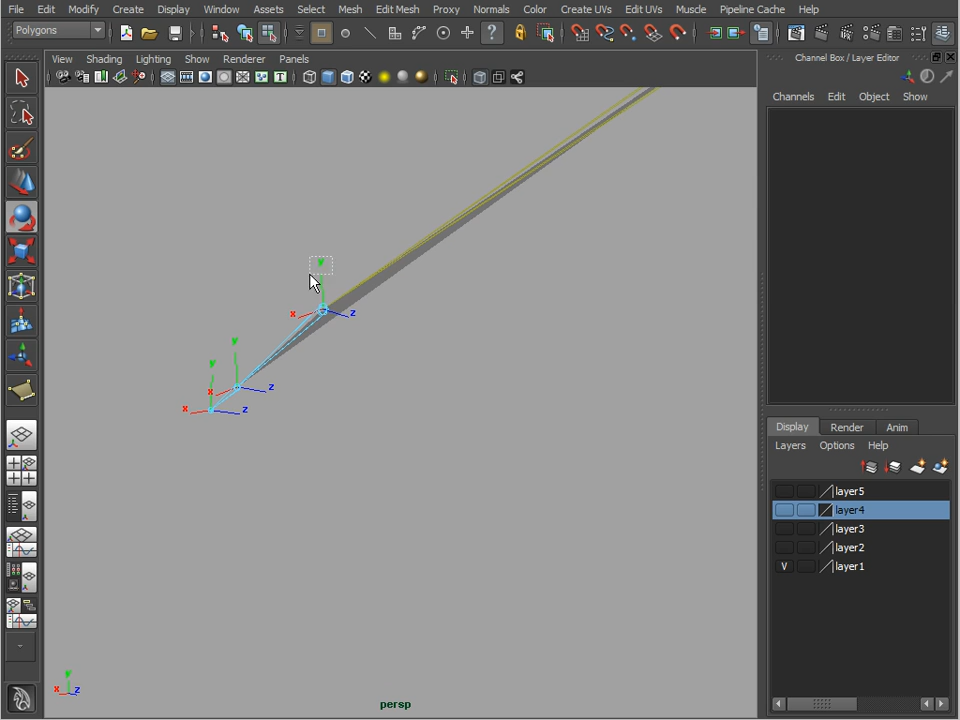 File Edit Modify Create Display Window Assets Select Mesh Edit Mesh Proxy Normals Color Create UVs Edit UVs Muscle Pipeline Cache Help
Polygons
View Shading Lighting Show Renderer Panels
Channel Box / Layer Editor
Channels Edit Object Show
y
x z
y
y
x z
x z
Display Render Anim
Layers Options Help
layer5
layer4
layer3
layer2
V layer1
y
x z
persp